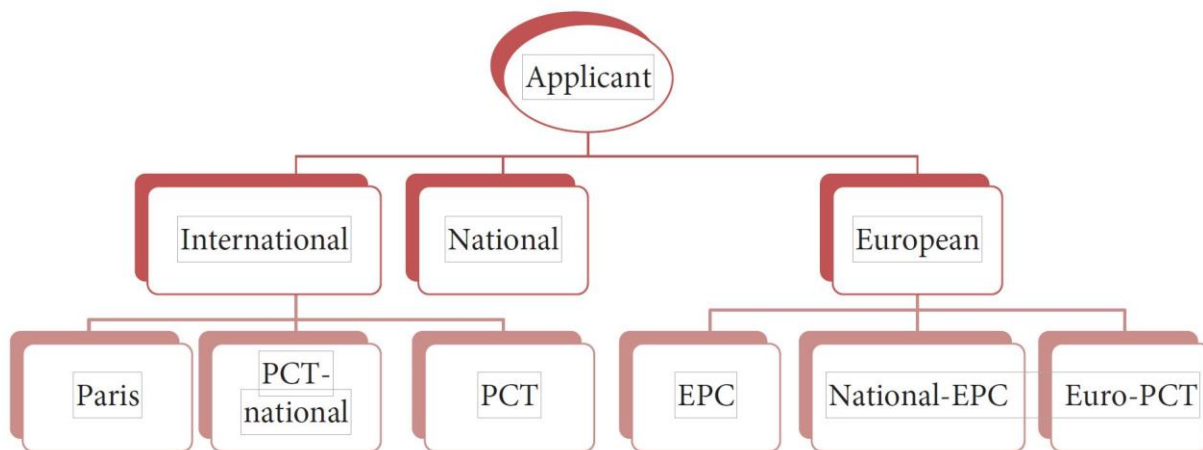 Applicant
International
National
European
Paris
PCT-
national
PCT
EPC
National-EPC
Euro-PCT